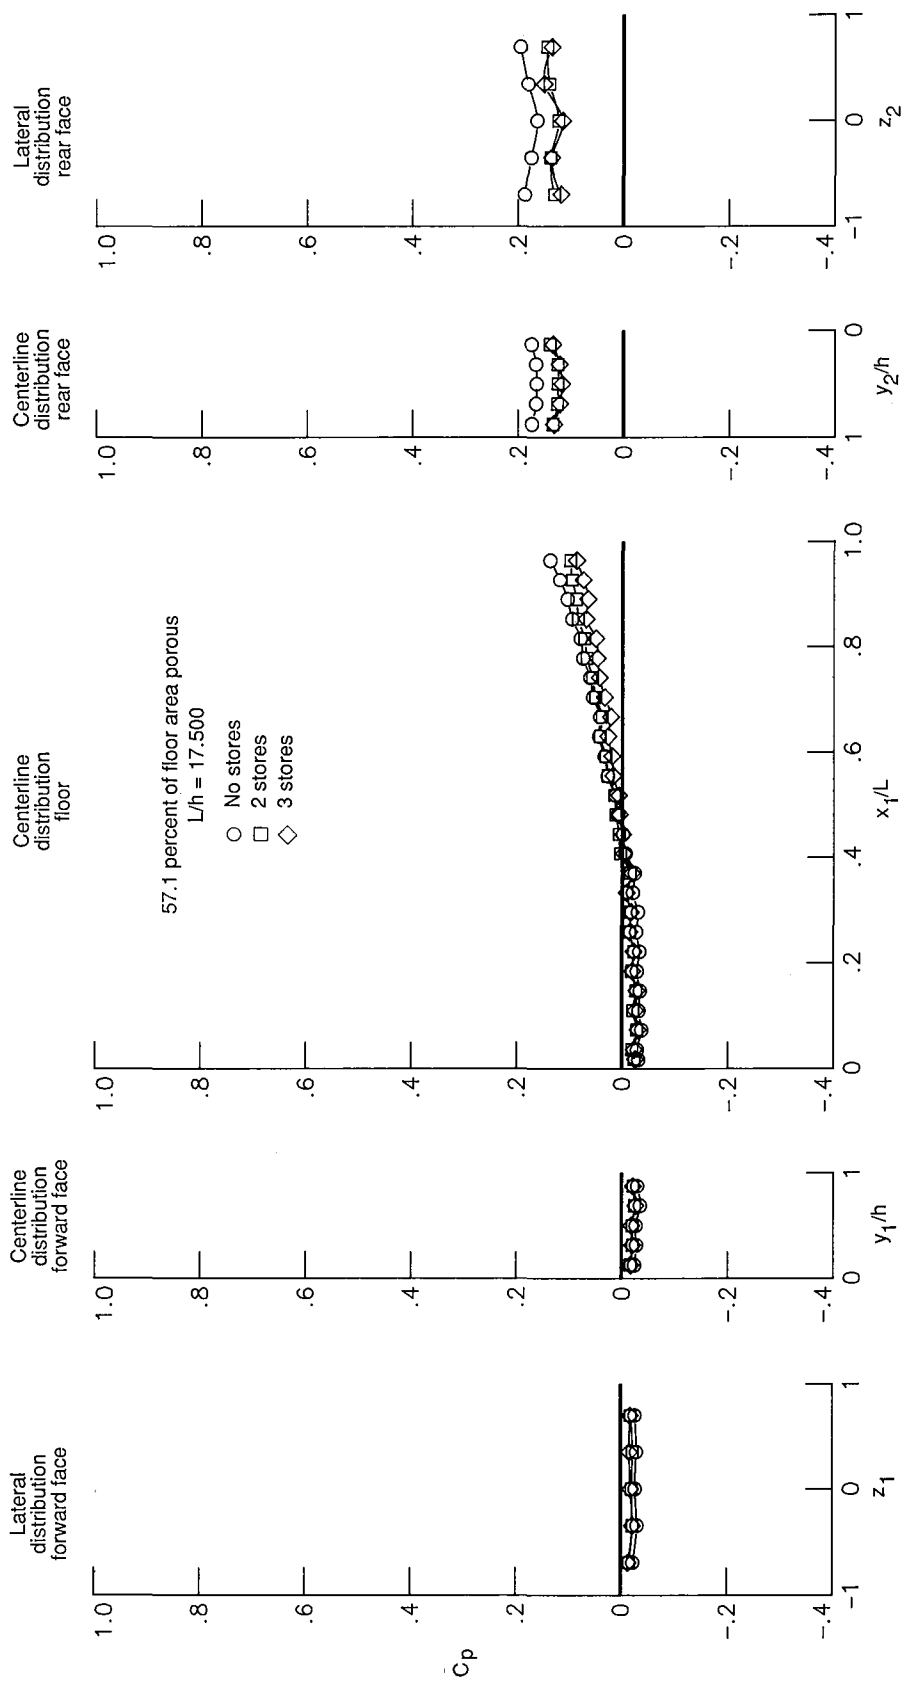 Lateral
distribution
forward face
Centerline
distribution
forward face
Centerline
distribution
floor
Centerline
distribution
rear face
Lateral
distribution
rear face
57.1 percent of floor area porous
L/h = 17.500
No stores
2 stores
3 stores
Cp
1.0
.8
.6
.4
.2
0
-.2
-.4
-1 0 1
z1
1.0
.8
.6
.4
.2
0
-.2
-.4
0 1
y1/h
1.0
.8
.6
.4
.2
0
-.2
-.4
0 .2 .4 .6 .8 1.0
x1/L
1.0
.8
.6
.4
.2
0
-.2
-.4
1 0
y2/h
1.0
.8
.6
.4
.2
0
-.2
-.4
-1 0 1
z2